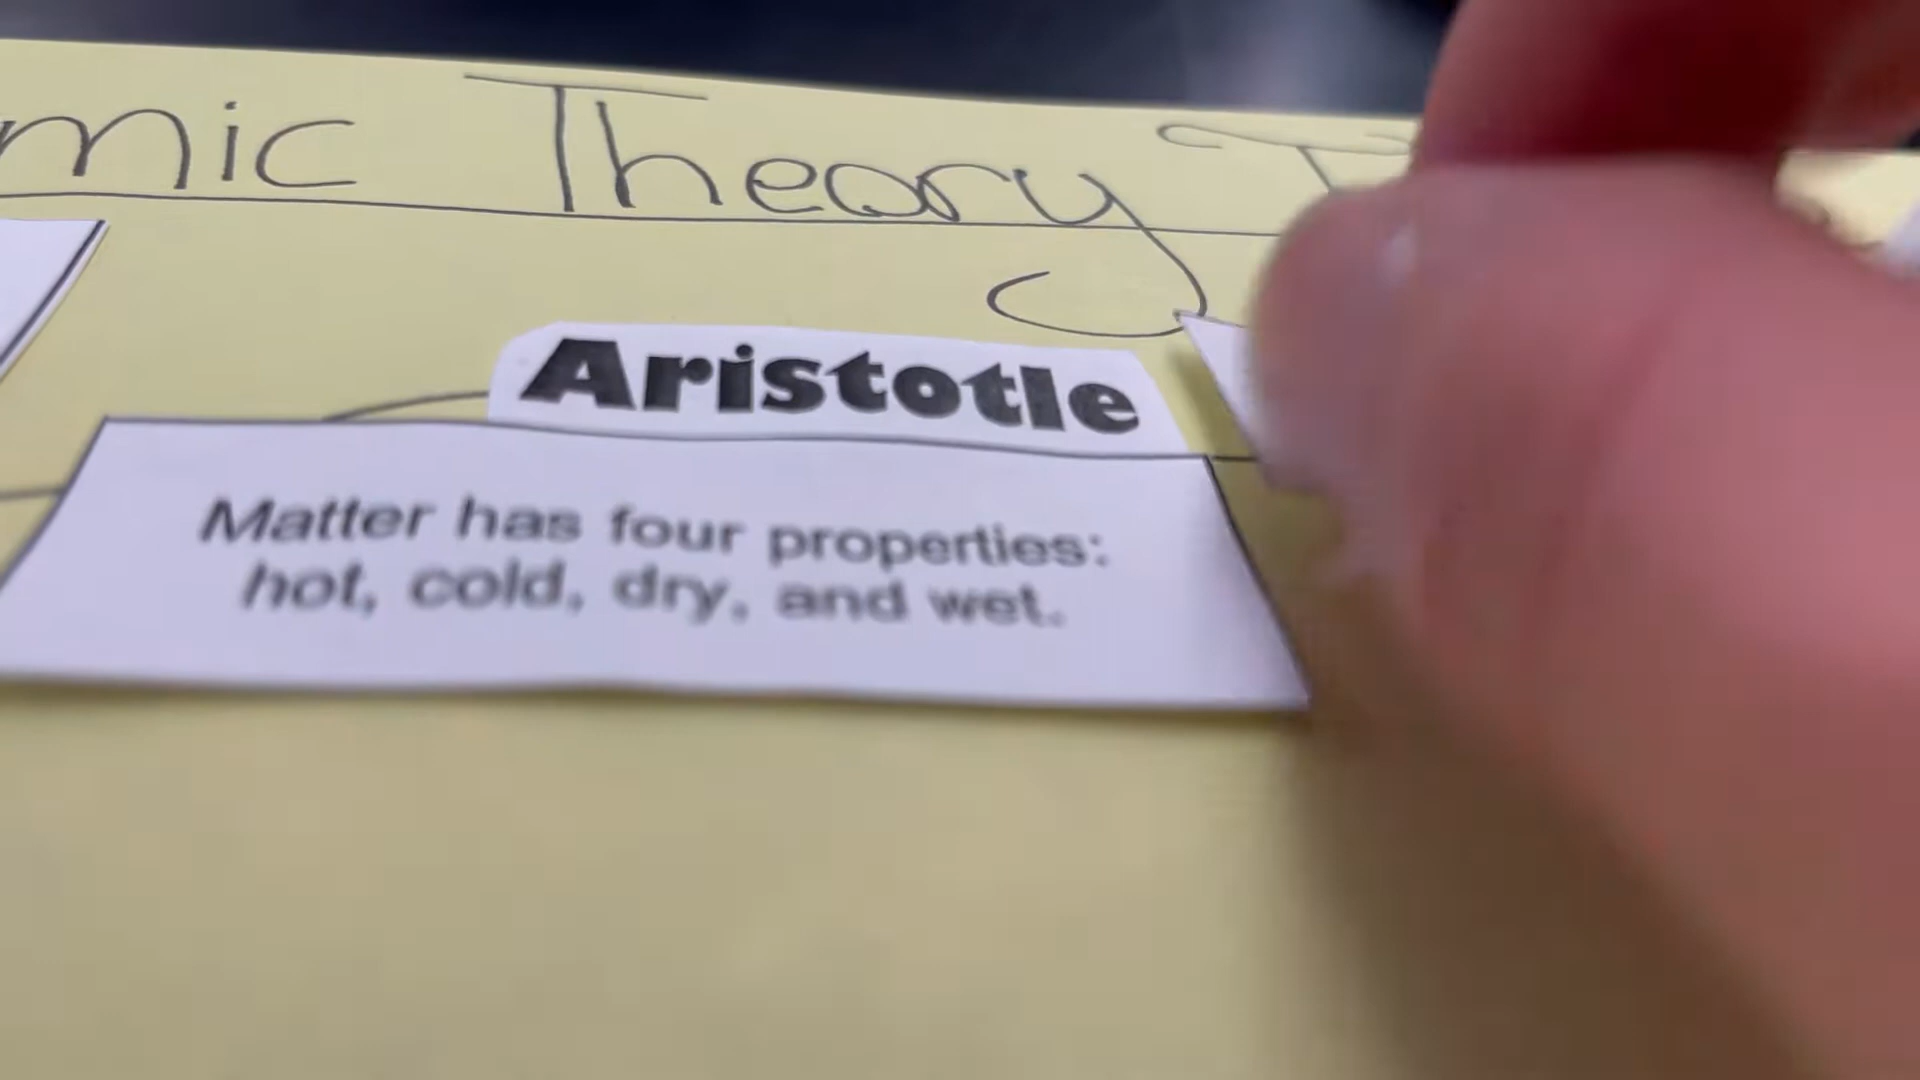 mic Theory T
Aristotle
Matter has four properties:
hot, cold, dry, and wet.